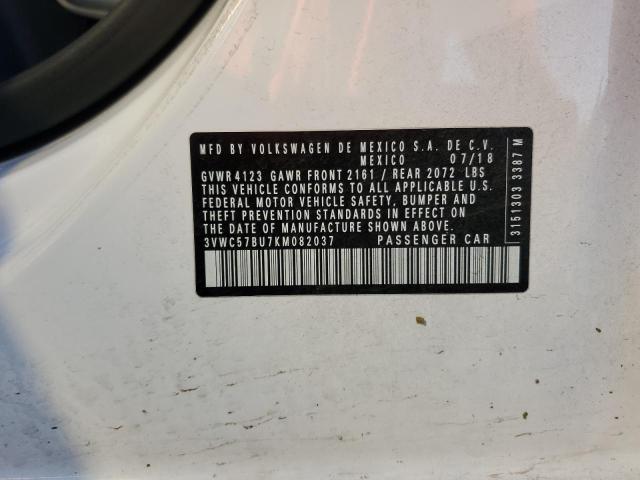 MFD BY VOLKSWAGEN DE MEXICO S.A. DE C.V.
MEXICO 07/18
GVWR 4123 GAWR FRONT 2161 / REAR 2072 LBS
THIS VEHICLE CONFORMS TO ALL APPLICABLE U.S.
FEDERAL MOTOR VEHICLE SAFETY, BUMPER AND
THEFT PREVENTION STANDARDS IN EFFECT ON THE
DATE OF MANUFACTURE SHOWN ABOVE.
3VWC57BU7KM082037 PASSENGER CAR
3151303 3387 M